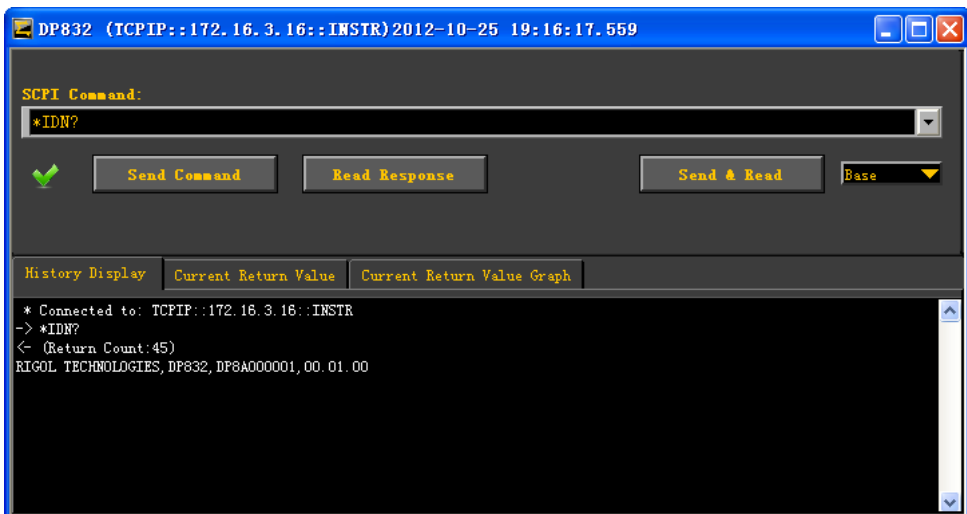 DP832 (TCPIP::172.16.3.16::INSTR)2012-10-25 19:16:17.559
SCPI Command:
*IDN?
Send Command Read Response Send & Read Base
History Display Current Return Value Current Return Value Graph
* Connected to: TCPIP::172.16.3.16::INSTR
-> *IDN?
<- (Return Count:45)
RIGOL TECHNOLOGIES,DP832,DP8A000001,00.01.00